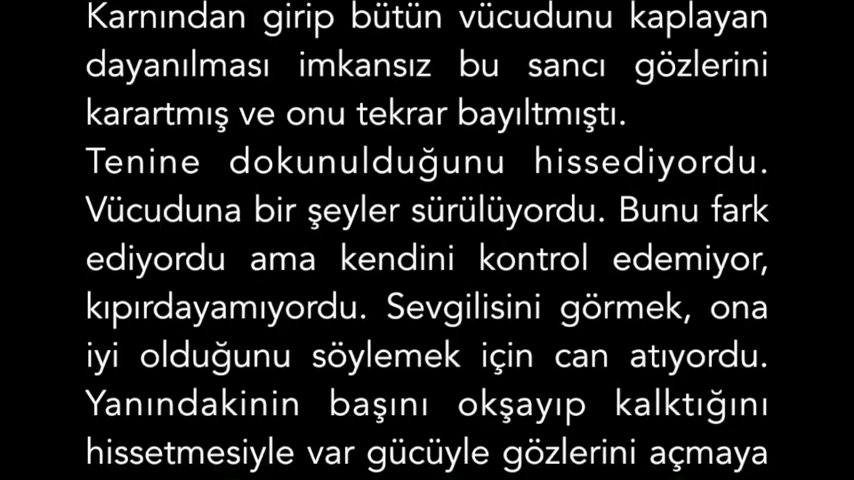 Karnından girip bütün vücudunu kaplayan
dayanılması imkansız bu sancı gözlerini
karartmış ve onu tekrar bayıltmıştı.
Tenine dokunulduğunu hissediyordu.
Vücuduna bir şeyler sürülüyordu. Bunu fark
ediyordu ama kendini kontrol edemiyor,
kıpırdayamıyordu. Sevgilisini görmek, ona
iyi olduğunu söylemek için can atıyordu.
Yanındakinin başını okşayıp kalktığını
hissetmesiyle var gücüyle gözlerini açmaya